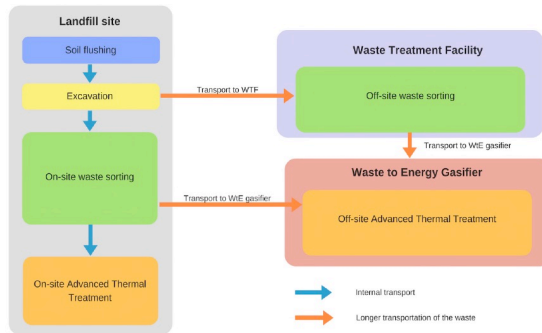 Landfill site
Soil flushing
Excavation
On-site waste sorting
On-site Advanced Thermal
Treatment
Transport to WTF
Transport to WtE gasifier
Waste Treatment Facility
Off-site waste sorting
Transport to WtE gasifier
Waste to Energy Gasifier
Off-site Advanced Thermal Treatment
Internal transport
Longer transportation of the waste